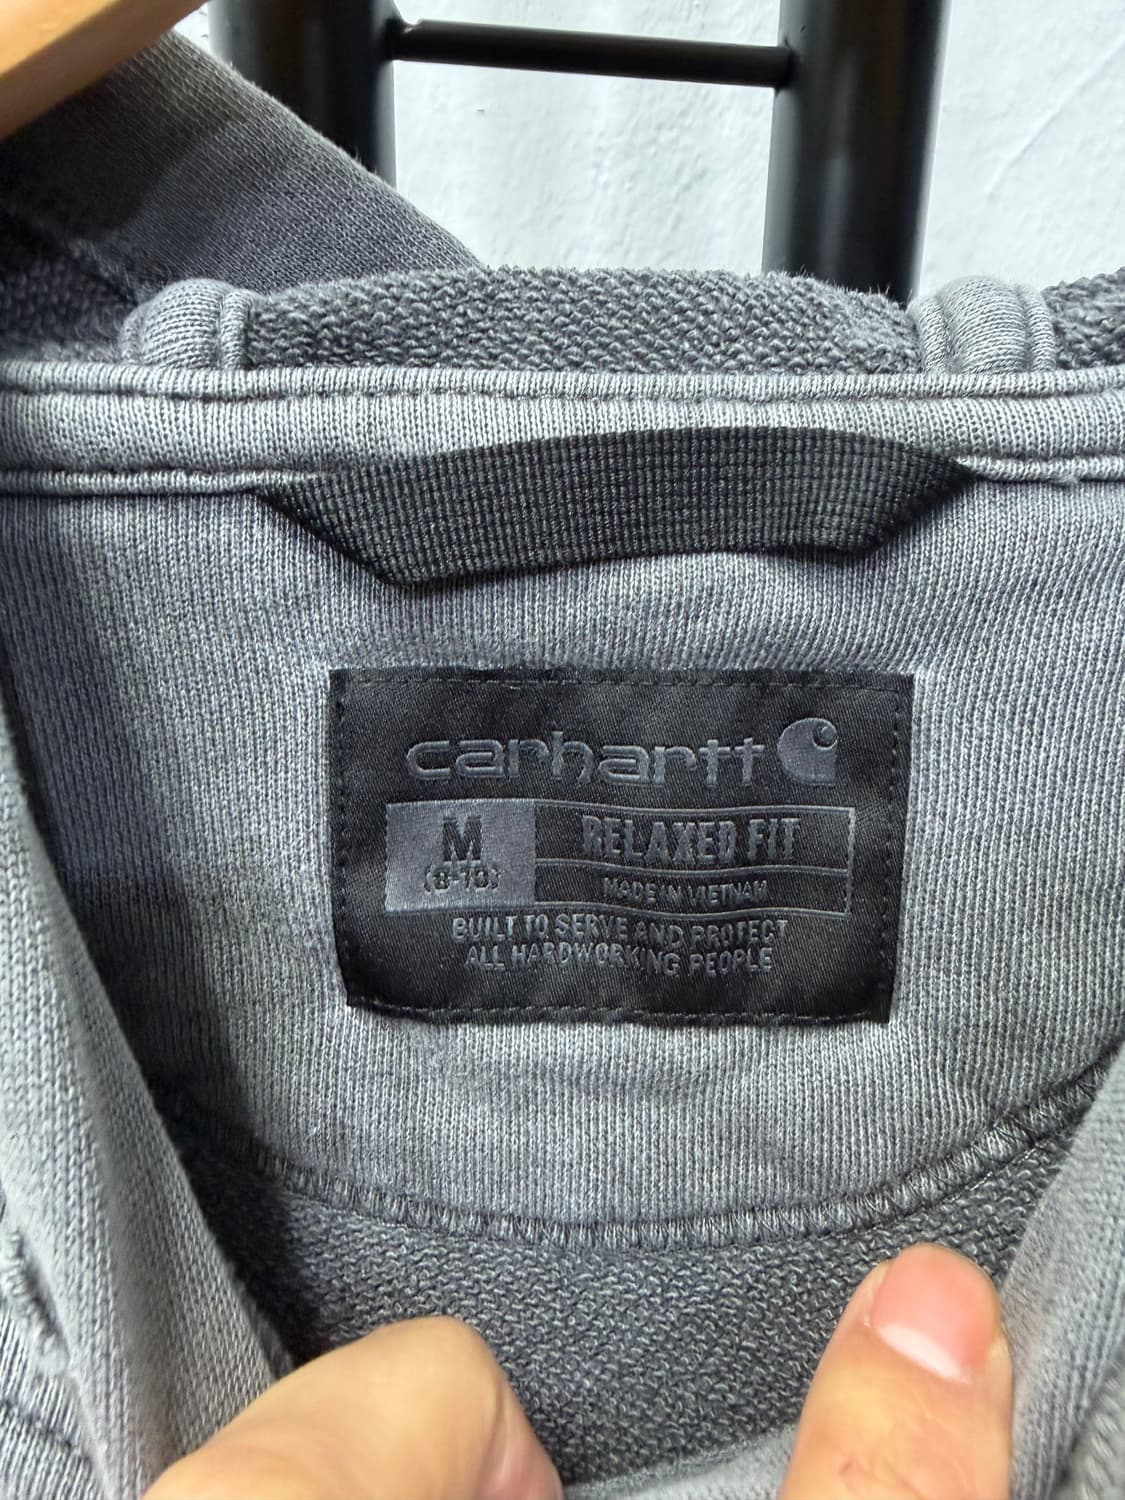 carhartt
M
(8-10)
RELAXED FIT
MADE IN VIETNAM
BUILT TO SERVE AND PROTECT
ALL HARDWORKING PEOPLE